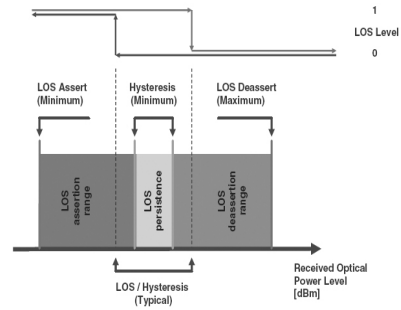 1
LOS Level
0
LOS Assert
(Minimum)
Hysteresis
(Minimum)
LOS Deassert
(Maximum)
LOS
assertion
range
LOS
persistence
LOS
deassertion
range
Received Optical
Power Level
[dBm]
LOS / Hysteresis
(Typical)